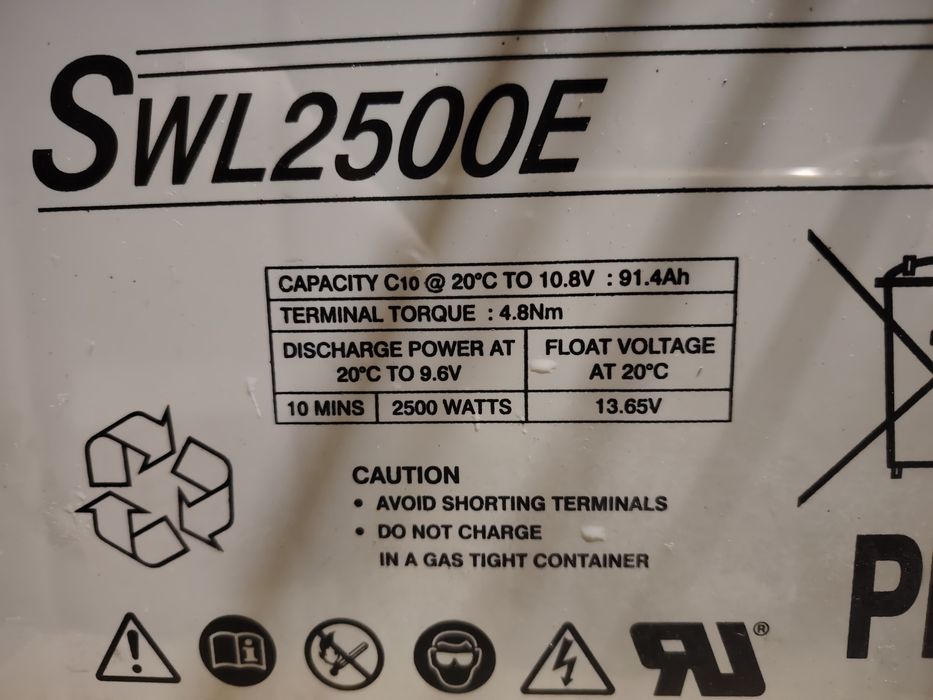 SWL2500E
CAPACITY C10 @ 20°C TO 10.8V : 91.4Ah
TERMINAL TORQUE : 4.8Nm
DISCHARGE POWER AT
20°C TO 9.6V
FLOAT VOLTAGE
AT 20°C
10 MINS 2500 WATTS 13.65V
CAUTION
• AVOID SHORTING TERMINALS
• DO NOT CHARGE
IN A GAS TIGHT CONTAINER
®